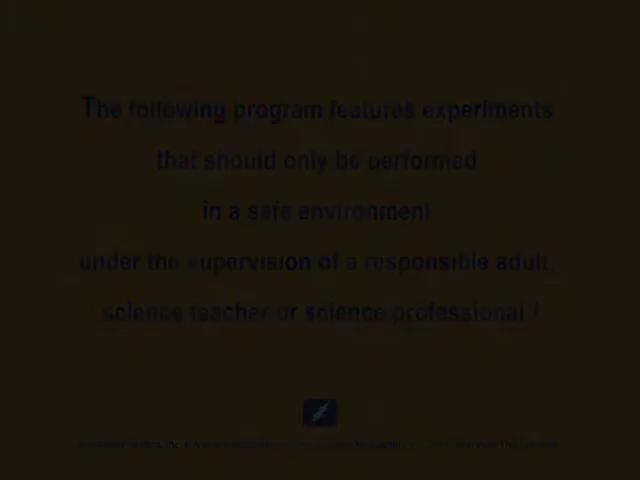 The following program features experiments
that should only be performed
in a safe environment
under the supervision of a responsible adult,
science teacher or science professional !